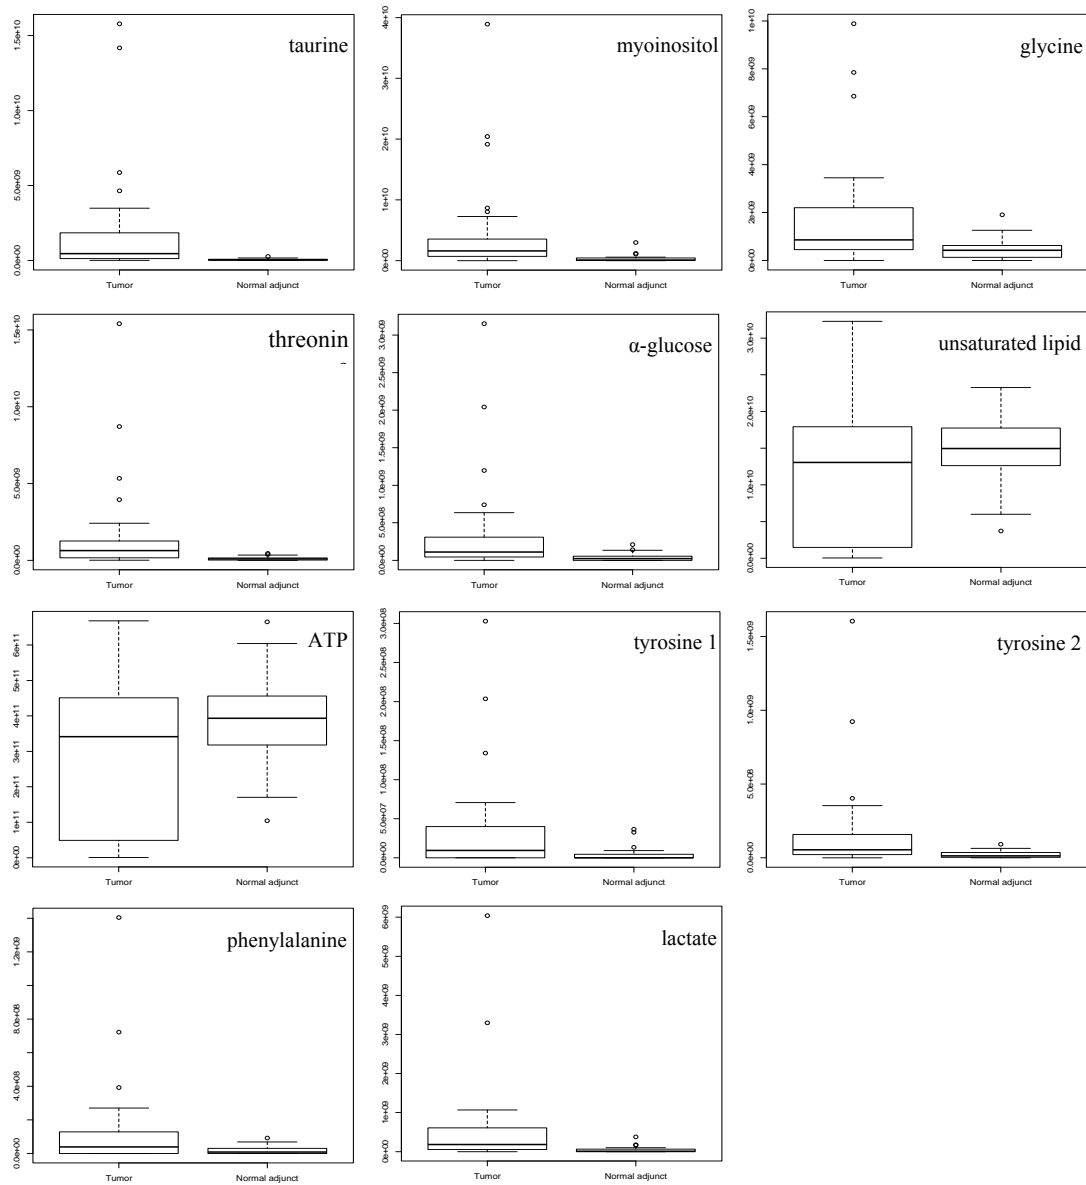 taurine
0.0e+00 5.0e+09 1.0e+10 1.5e+10
Tumor Normal adjunct
myoinositol
0e+00 1e+10 2e+10 3e+10 4e+10
Tumor Normal adjunct
glycine
0e+00 2e+09 4e+09 6e+09 8e+09 1e+10
Tumor Normal adjunct
threonin
0.0e+00 5.0e+09 1.0e+10 1.5e+10
Tumor Normal adjunct
α-glucose
0.0e+00 5.0e+08 1.0e+09 1.5e+09 2.0e+09 2.5e+09 3.0e+09
Tumor Normal adjunct
unsaturated lipid
0.0e+00 1.0e+10 2.0e+10 3.0e+10
Tumor Normal adjunct
ATP
0e+00 1e+11 2e+11 3e+11 4e+11 5e+11 6e+11
Tumor Normal adjunct
tyrosine 1
0.0e+00 5.0e+07 1.0e+08 1.5e+08 2.0e+08 2.5e+08 3.0e+08
Tumor Normal adjunct
tyrosine 2
0.0e+00 5.0e+08 1.0e+09 1.5e+09
Tumor Normal adjunct
phenylalanine
0.0e+00 4.0e+08 8.0e+08 1.2e+09
Tumor Normal adjunct
lactate
0e+00 1e+09 2e+09 3e+09 4e+09 5e+09 6e+09
Tumor Normal adjunct